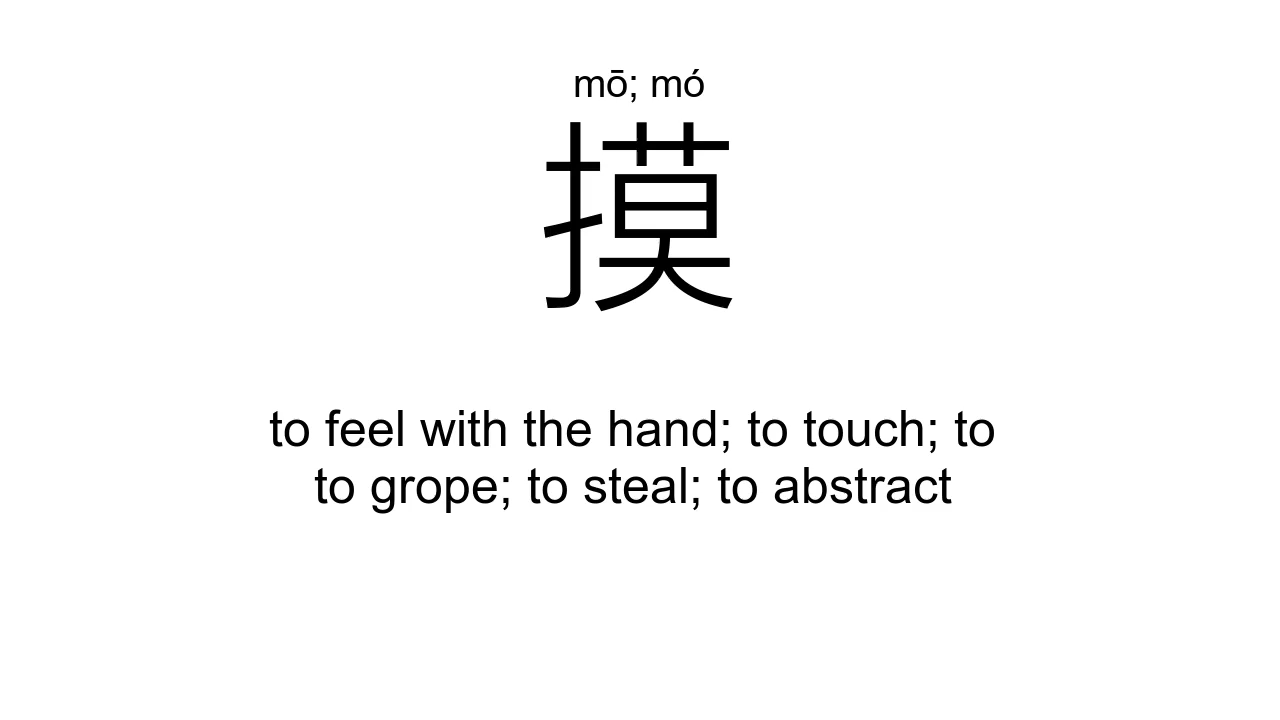 mō; mó
摸
to feel with the hand; to touch; to
to grope; to steal; to abstract